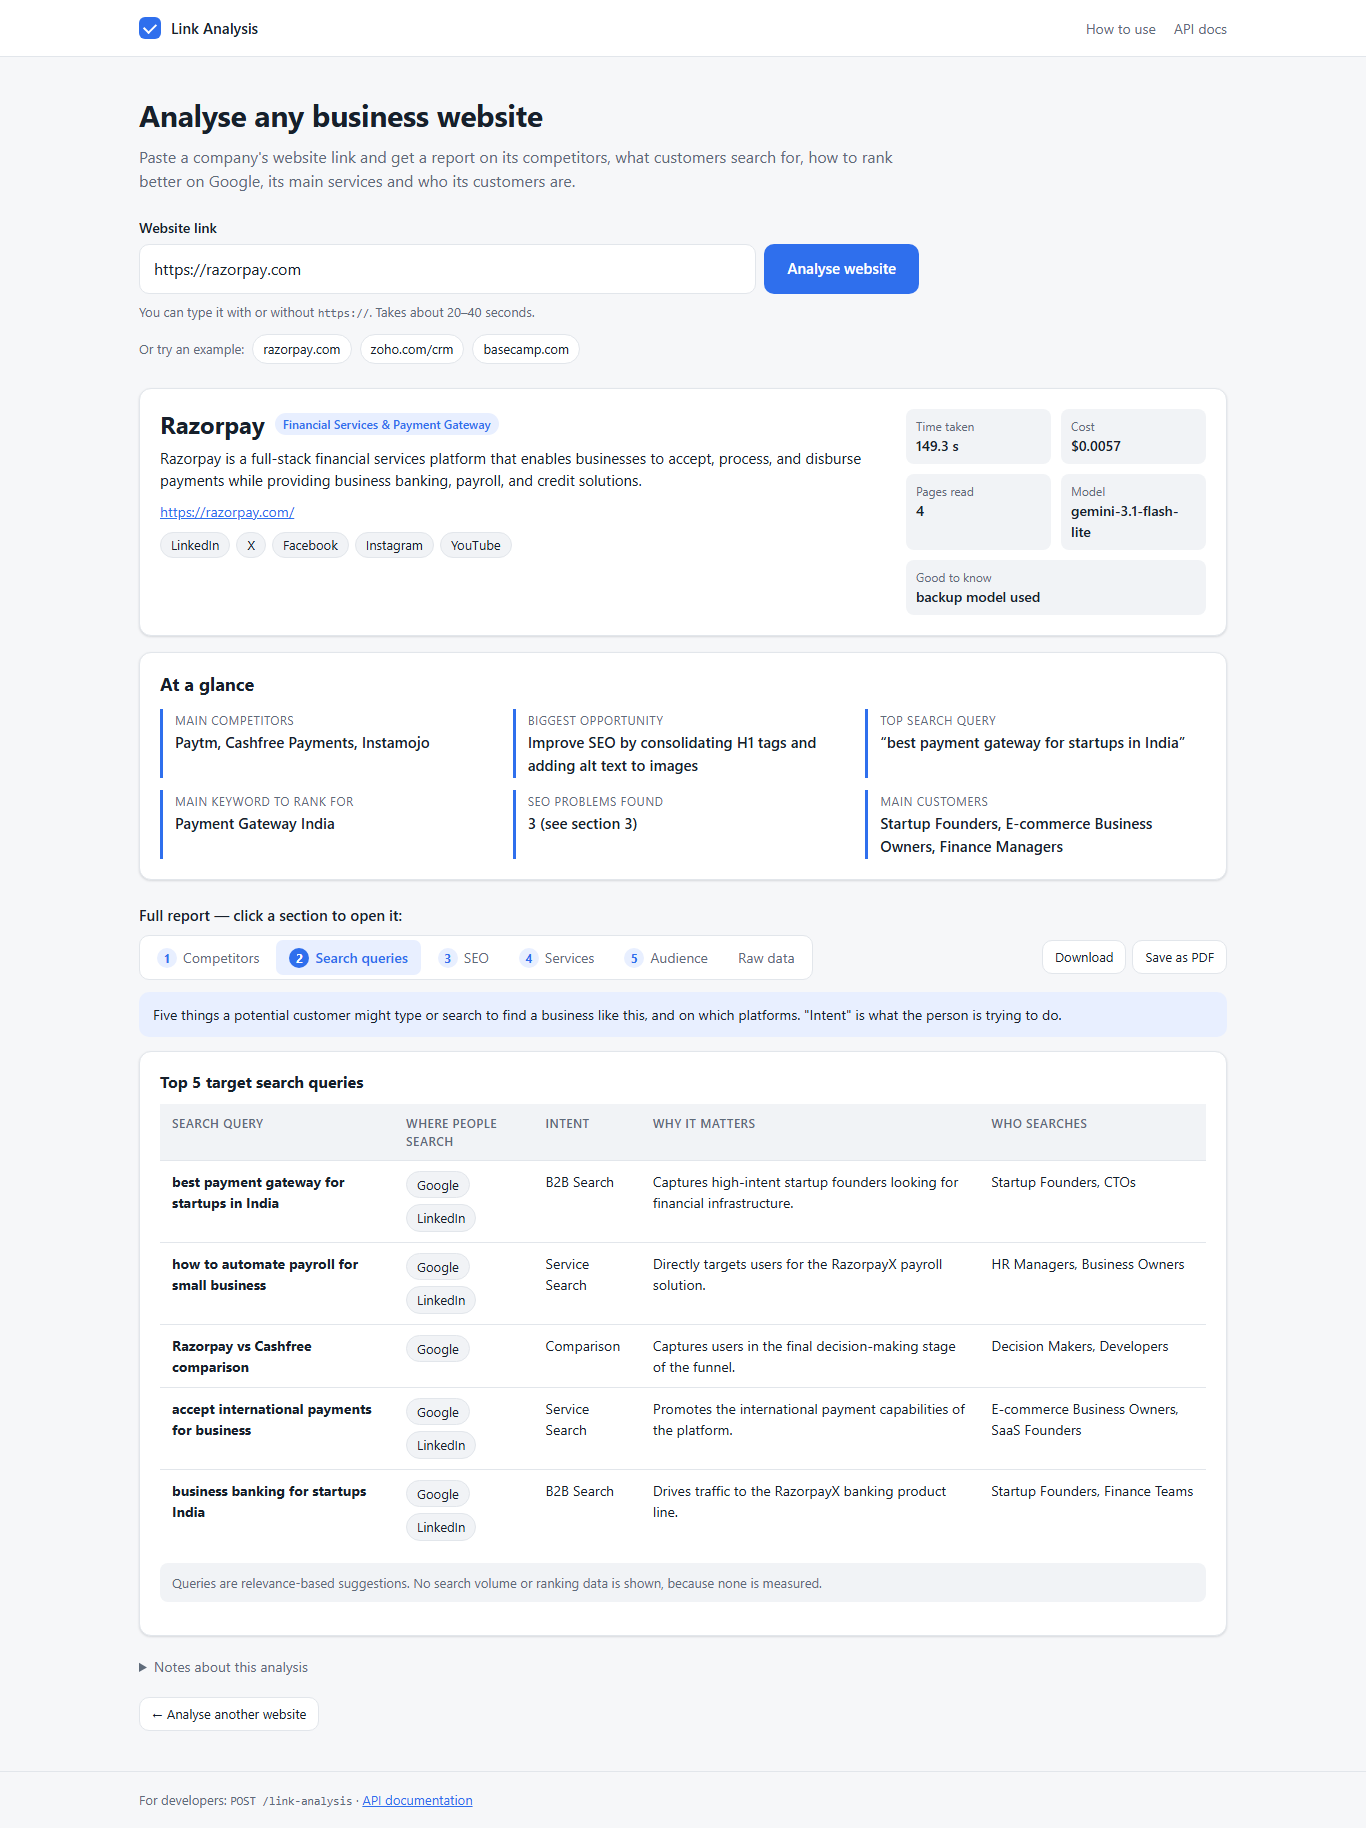 Link Analysis
How to use
API docs
Analyse any business website
Paste a company's website link and get a report on its competitors, what customers search for, how to rank
better on Google, its main services and who its customers are.
Website link
https://razorpay.com
Analyse website
You can type it with or without https://. Takes about 20–40 seconds.
Or try an example:
razorpay.com
zoho.com/crm
basecamp.com
Razorpay
Financial Services & Payment Gateway
Razorpay is a full-stack financial services platform that enables businesses to accept, process, and disburse
payments while providing business banking, payroll, and credit solutions.
https://razorpay.com/
LinkedIn
X
Facebook
Instagram
YouTube
Time taken
149.3 s
Cost
$0.0057
Pages read
4
Model
gemini-3.1-flash-
lite
Good to know
backup model used
At a glance
MAIN COMPETITORS
Paytm, Cashfree Payments, Instamojo
BIGGEST OPPORTUNITY
Improve SEO by consolidating H1 tags and
adding alt text to images
TOP SEARCH QUERY
“best payment gateway for startups in India”
MAIN KEYWORD TO RANK FOR
Payment Gateway India
SEO PROBLEMS FOUND
3 (see section 3)
MAIN CUSTOMERS
Startup Founders, E-commerce Business
Owners, Finance Managers
Full report — click a section to open it:
1 Competitors
2 Search queries
3 SEO
4 Services
5 Audience
Raw data
Download
Save as PDF
Five things a potential customer might type or search to find a business like this, and on which platforms. "Intent" is what the person is trying to do.
Top 5 target search queries
SEARCH QUERY
WHERE PEOPLE
SEARCH
INTENT
WHY IT MATTERS
WHO SEARCHES
best payment gateway for
startups in India
Google
LinkedIn
B2B Search
Captures high-intent startup founders looking for
financial infrastructure.
Startup Founders, CTOs
how to automate payroll for
small business
Google
LinkedIn
Service
Search
Directly targets users for the RazorpayX payroll
solution.
HR Managers, Business Owners
Razorpay vs Cashfree
comparison
Google
Comparison
Captures users in the final decision-making stage
of the funnel.
Decision Makers, Developers
accept international payments
for business
Google
LinkedIn
Service
Search
Promotes the international payment capabilities of
the platform.
E-commerce Business Owners,
SaaS Founders
business banking for startups
India
Google
LinkedIn
B2B Search
Drives traffic to the RazorpayX banking product
line.
Startup Founders, Finance Teams
Queries are relevance-based suggestions. No search volume or ranking data is shown, because none is measured.
▶ Notes about this analysis
← Analyse another website
For developers: POST /link-analysis · API documentation